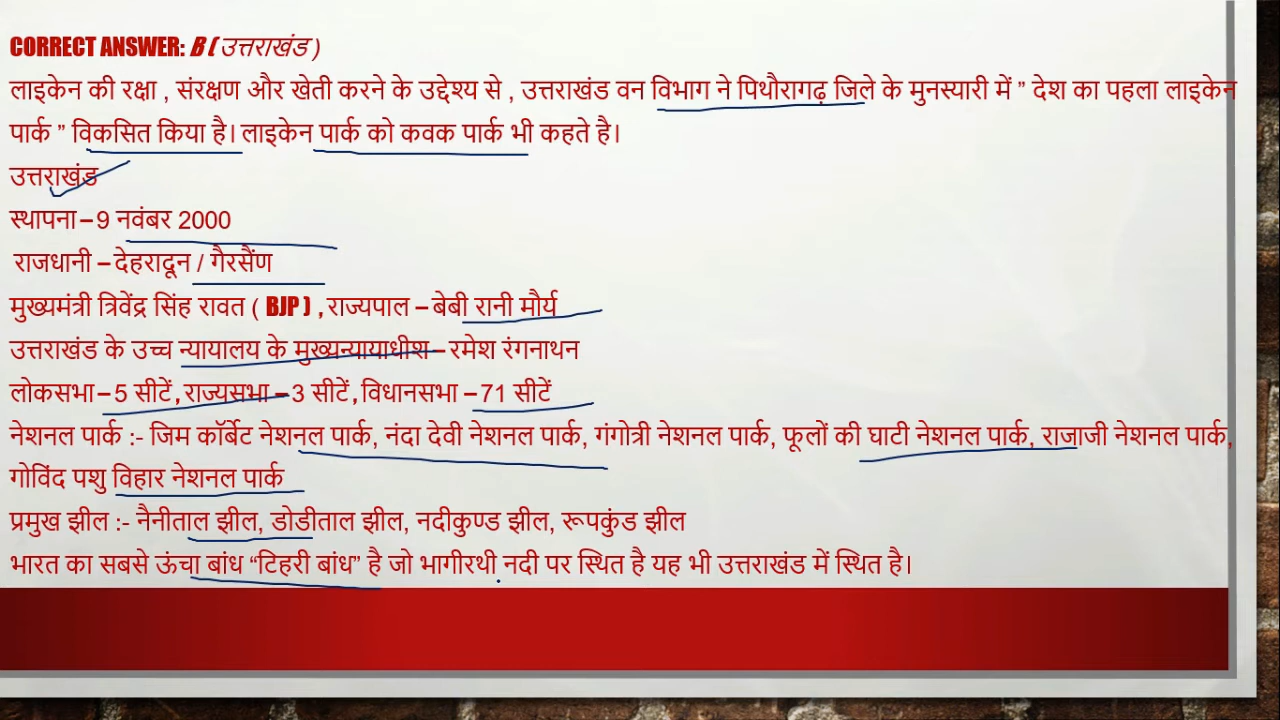 CORRECT ANSWER: B ( उत्तराखंड )
लाइकेन की रक्षा , संरक्षण और खेती करने के उद्देश्य से , उत्तराखंड वन विभाग ने पिथौरागढ़ जिले के मुनस्यारी में ” देश का पहला लाइकेन
पार्क ” विकसित किया है। लाइकेन पार्क को कवक पार्क भी कहते है।
उत्तराखंड
स्थापना – 9 नवंबर 2000
राजधानी – देहरादून / गैरसैंण
मुख्यमंत्री त्रिवेंद्र सिंह रावत ( BJP ) , राज्यपाल – बेबी रानी मौर्य
उत्तराखंड के उच्च न्यायालय के मुख्यन्यायाधीश – रमेश रंगनाथन
लोकसभा – 5 सीटें , राज्यसभा – 3 सीटें , विधानसभा – 71 सीटें
नेशनल पार्क :- जिम कॉर्बेट नेशनल पार्क, नंदा देवी नेशनल पार्क, गंगोत्री नेशनल पार्क, फूलों की घाटी नेशनल पार्क, राजाजी नेशनल पार्क,
गोविंद पशु विहार नेशनल पार्क
प्रमुख झील :- नैनीताल झील, डोडीताल झील, नदीकुण्ड झील, रूपकुंड झील
भारत का सबसे ऊंचा बांध “टिहरी बांध” है जो भागीरथी नदी पर स्थित है यह भी उत्तराखंड में स्थित है।